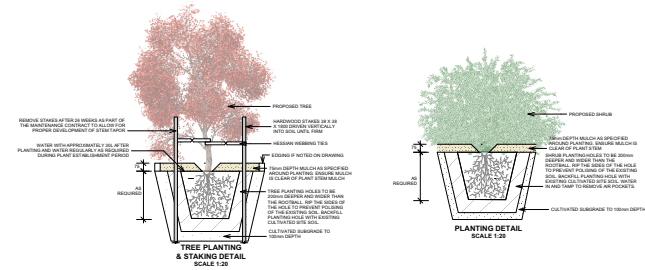 PROPOSED TREE
REMOVE STAKES AFTER 26 WEEKS AS PART OF
THE MAINTENANCE CONTRACT TO ALLOW FOR
PROPER DEVELOPMENT OF STEM TAPOR
HARDWOOD STAKES 38 X 38
X 1800 DRIVEN VERTICALLY
INTO SOIL UNTIL FIRM
WATER WITH APPROXIMATELY 20L AFTER
PLANTING AND WATER REGULARLY AS REQUIRED
DURING PLANT ESTABLISHMENT PERIOD
HESSIAN WEBBING TIES
EDGING IF NOTED ON DRAWING
75
75mm DEPTH MULCH AS SPECIFIED
AROUND PLANTING. ENSURE MULCH
IS CLEAR OF PLANT STEM MULCH
AS
REQUIRED
TREE PLANTING HOLES TO BE
200mm DEEPER AND WIDER THAN
THE ROOTBALL. RIP THE SIDES OF
THE HOLE TO PREVENT POLISING
OF THE EXISTING SOIL. BACKFILL
PLANTING HOLE WITH EXISTING
CULTIVATED SITE SOIL.
CULTIVATED SUBGRADE TO
100mm DEPTH
TREE PLANTING
& STAKING DETAIL
SCALE 1:20
PROPOSED SHRUB
75
75mm DEPTH MULCH AS SPECIFIED
AROUND PLANTING. ENSURE MULCH IS
CLEAR OF PLANT STEM
AS
REQUIRED
SHRUB PLANTING HOLES TO BE 200mm
DEEPER AND WIDER THAN THE
ROOTBALL. RIP THE SIDES OF THE HOLE
TO PREVENT POLISING OF THE EXISTING
SOIL. BACKFILL PLANTING HOLE WITH
EXISTING CULTIVATED SITE SOIL. WATER
IN AND TAMP TO REMOVE AIR POCKETS.
CULTIVATED SUBGRADE TO 100mm DEPTH
PLANTING DETAIL
SCALE 1:20